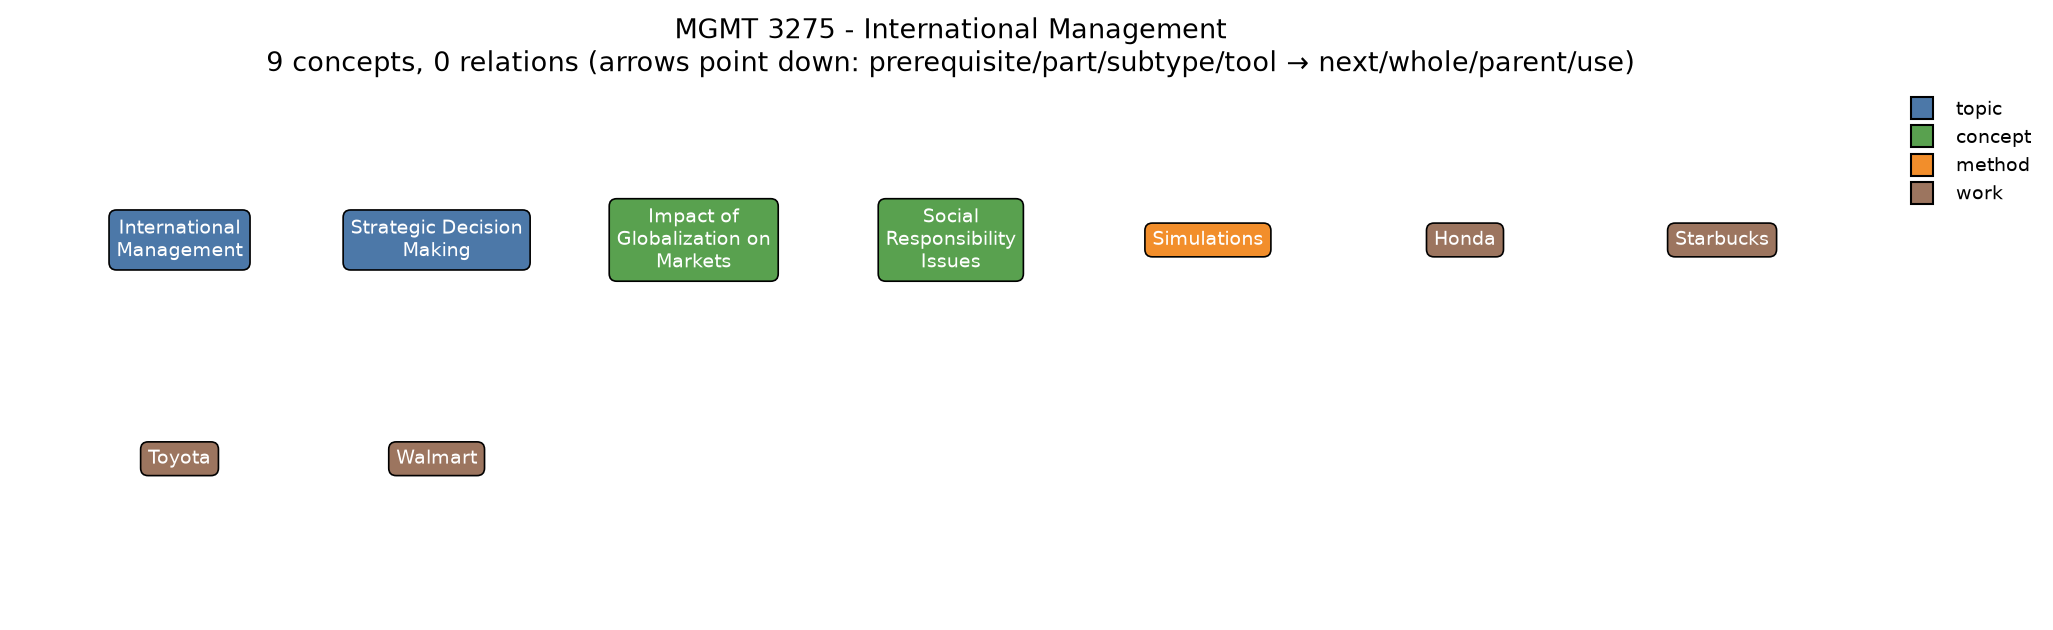 MGMT 3275 - International Management
9 concepts, 0 relations (arrows point down: prerequisite/part/subtype/tool → next/whole/parent/use)
topic
concept
method
work
International
Management
Strategic Decision
Making
Impact of
Globalization on
Markets
Social
Responsibility
Issues
Simulations
Honda
Starbucks
Toyota
Walmart